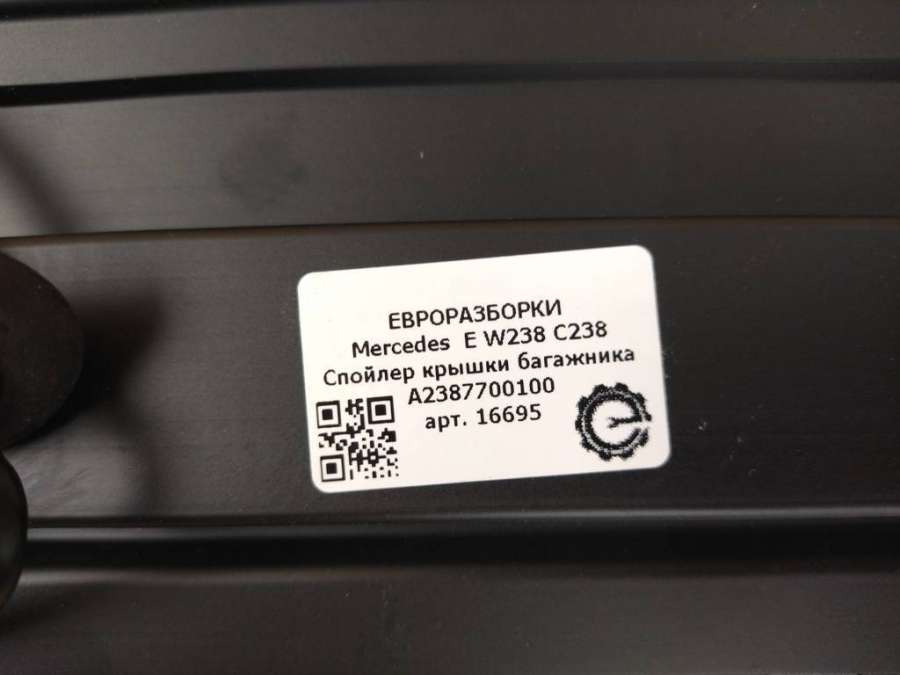 ЕВРОРАЗБОРКИ
Mercedes E W238 C238
Спойлер крышки багажника
A2387700100
арт. 16695